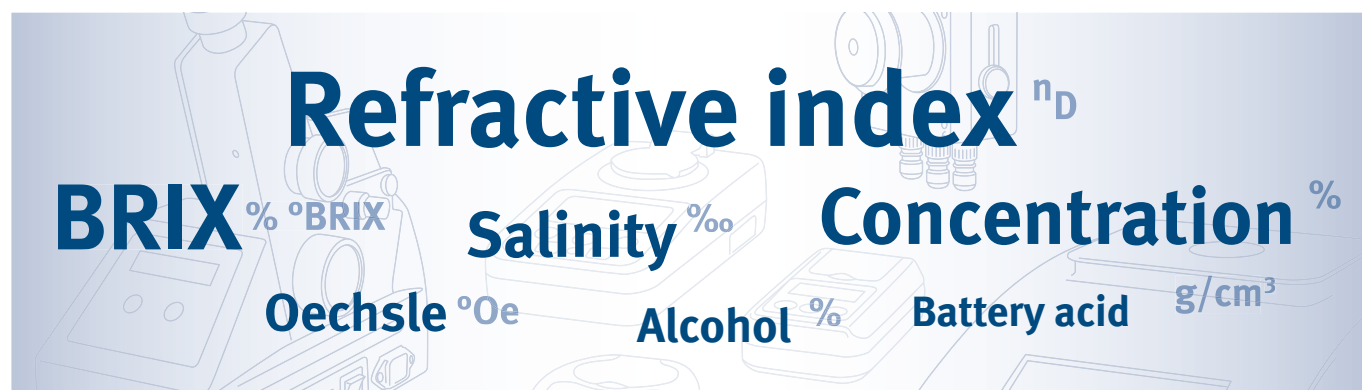 Refractive index nD
BRIX % °BRIX
Salinity ‰
Concentration %
Oechsle °Oe
Alcohol %
Battery acid g/cm³